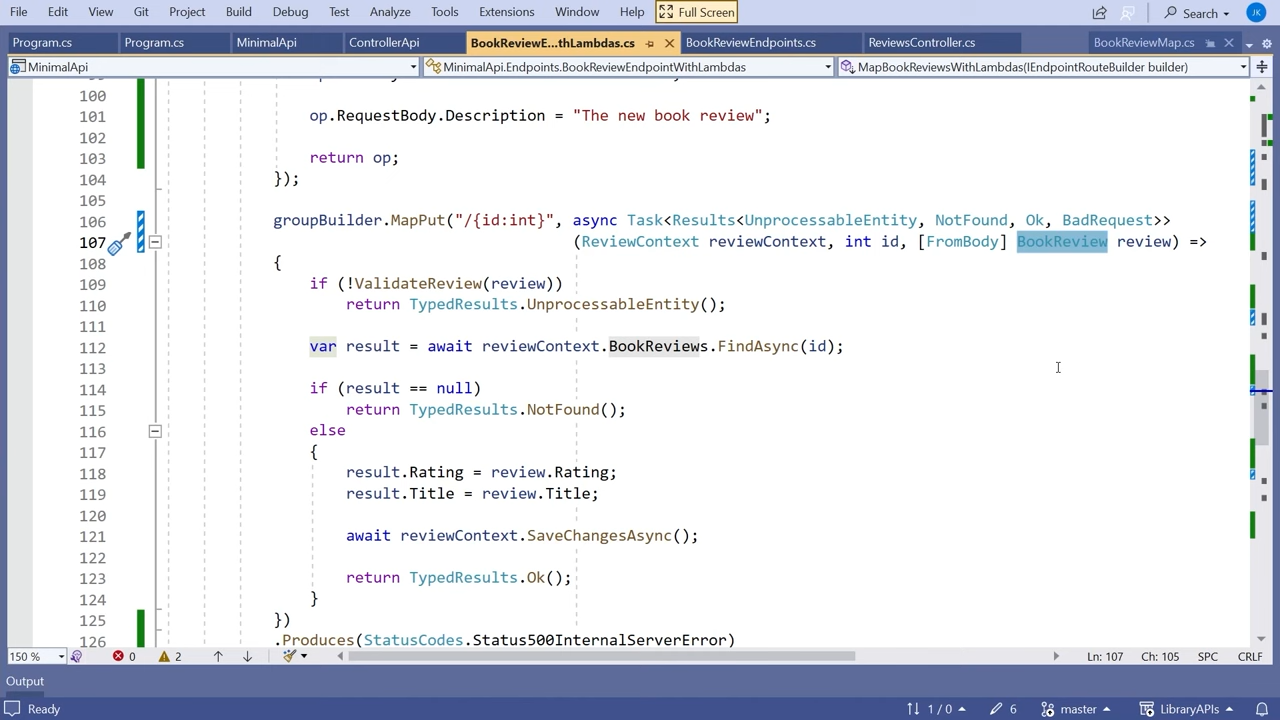 File Edit View Git Project Build Debug Test Analyze Tools Extensions Window Help Full Screen Search JK
Program.cs Program.cs MinimalApi ControllerApi BookReviewE...thLambdas.cs BookReviewEndpoints.cs ReviewsController.cs BookReviewMap.cs
MinimalApi MinimalApi.Endpoints.BookReviewEndpointWithLambdas MapBookReviewsWithLambdas(IEndpointRouteBuilder builder)
100
101 op.RequestBody.Description = "The new book review";
102
103 return op;
104 });
105
106 groupBuilder.MapPut("/{id:int}", async Task<Results<UnprocessableEntity, NotFound, Ok, BadRequest>>
107 (ReviewContext reviewContext, int id, [FromBody] BookReview review) =>
108 {
109 if (!ValidateReview(review))
110 return TypedResults.UnprocessableEntity();
111
112 var result = await reviewContext.BookReviews.FindAsync(id);
113
114 if (result == null)
115 return TypedResults.NotFound();
116 else
117 {
118 result.Rating = review.Rating;
119 result.Title = review.Title;
120
121 await reviewContext.SaveChangesAsync();
122
123 return TypedResults.Ok();
124 }
125 })
126 .Produces(StatusCodes.Status500InternalServerError)
150 % 0 2 Ln: 107 Ch: 105 SPC CRLF
Output
Ready 1 / 0 6 master LibraryAPIs